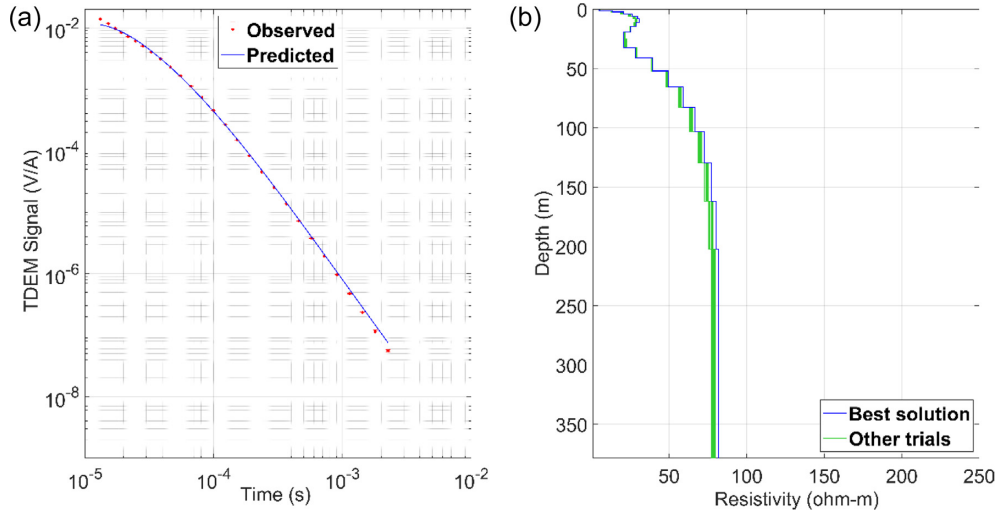 (a)
10^-2
10^-4
10^-6
10^-8
TDEM Signal (V/A)
Observed
Predicted
10^-5
10^-4
10^-3
10^-2
Time (s)
(b)
0
50
100
150
200
250
300
350
Depth (m)
Best solution
Other trials
50
100
150
200
250
Resistivity (ohm-m)